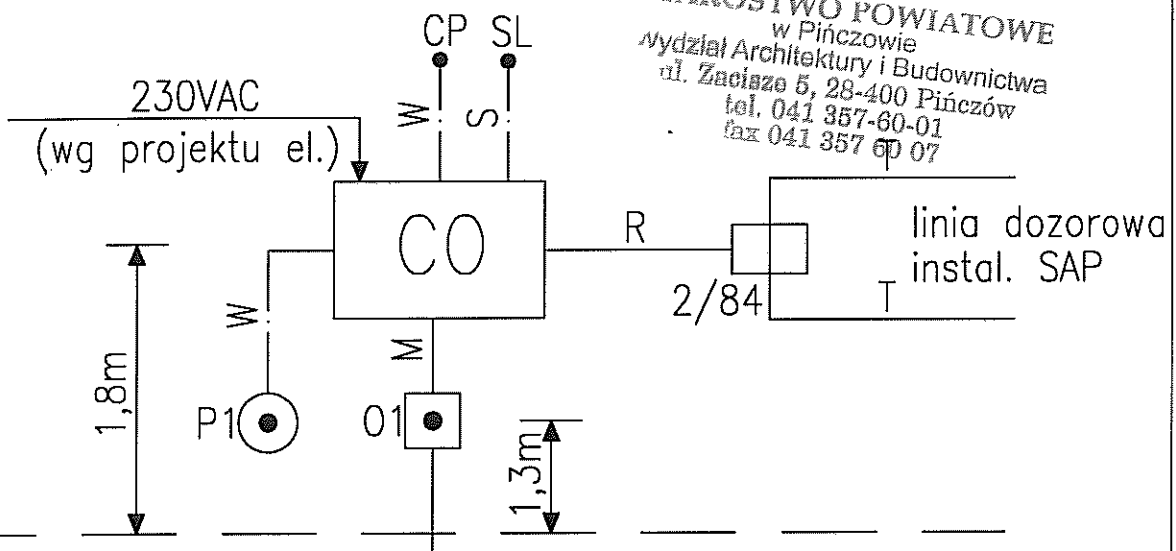 POWIATOWE
w Pińczowie
Wydział Architektury i Budownictwa
ul. Zacisze 5, 28-400 Pińczów
tel. 041 357-60-01
fax 041 357 60 07
CP SL
230VAC
(wg projektu el.)
W
S
CO
R
T
linia dozorowa
instal. SAP
T
2/84
W
M
1,8m
P1
O1
1,3m